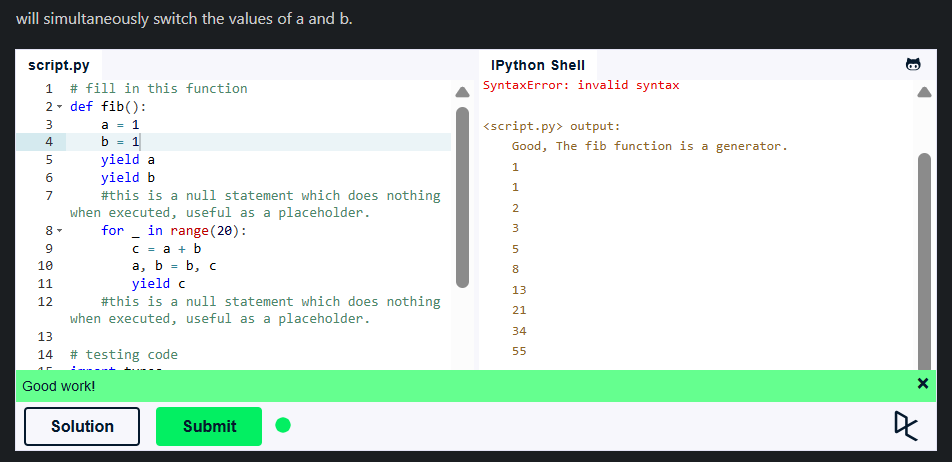 will simultaneously switch the values of a and b.
script.py
1 # fill in this function
2 def fib():
3 a = 1
4 b = 1
5 yield a
6 yield b
7 #this is a null statement which does nothing
when executed, useful as a placeholder.
8 for _ in range(20):
9 c = a + b
10 a, b = b, c
11 yield c
12 #this is a null statement which does nothing
when executed, useful as a placeholder.
13
14 # testing code
15 import types
IPython Shell
SyntaxError: invalid syntax
<script.py> output:
Good, The fib function is a generator.
1
1
2
3
5
8
13
21
34
55
Good work!
Solution
Submit